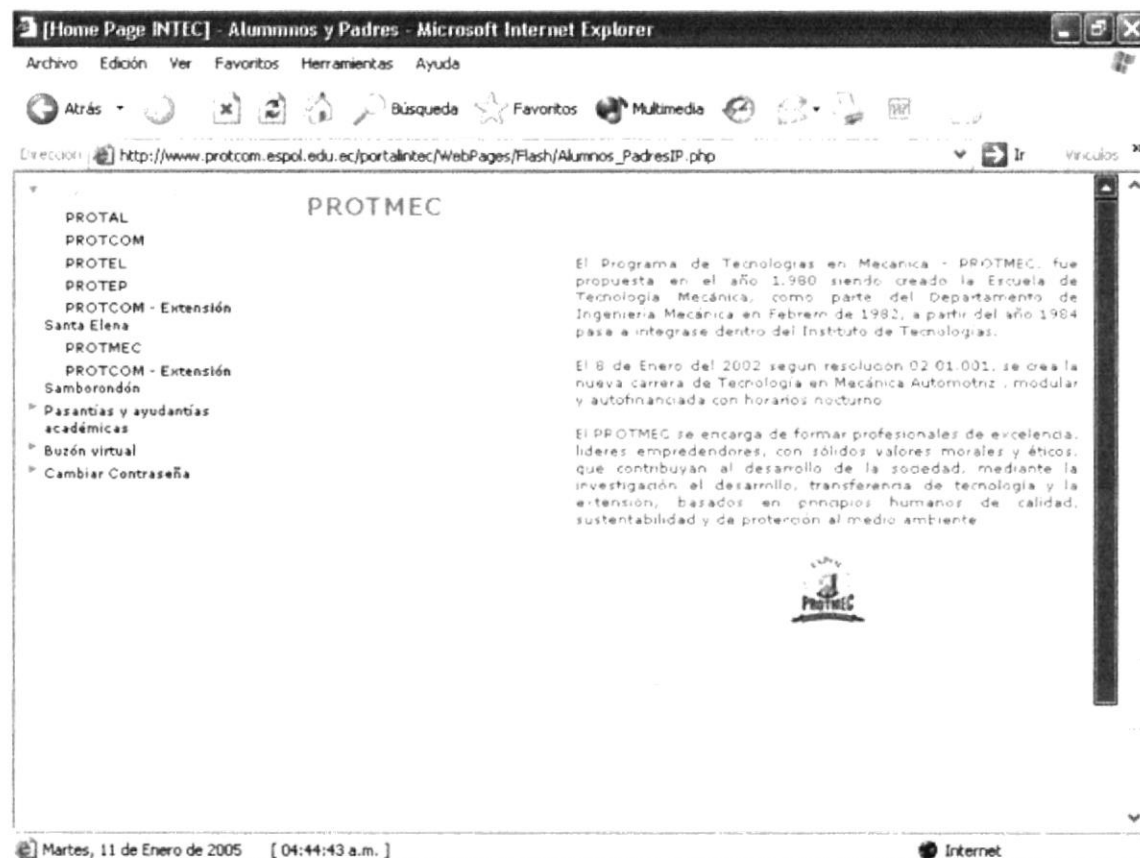 [Home Page INTEC] - Alummnos y Padres - Microsoft Internet Explorer
Archivo Edición Ver Favoritos Herramientas Ayuda
Atrás Búsqueda Favoritos Multimedia
Dirección http://www.protcom.espol.edu.ec/portalintec/WebPages/Flash/Alumnos_PadresIP.php Ir Vínculos
PROTAL
PROTCOM
PROTEL
PROTEP
PROTCOM - Extensión
Santa Elena
PROTMEC
PROTCOM - Extensión
Samborondón
Pasantías y ayudantías
académicas
Buzón virtual
Cambiar Contraseña
PROTMEC
El Programa de Tecnologías en Mecánica - PROTMEC, fue
propuesta en el año 1.980 siendo creado la Escuela de
Tecnología Mecánica, como parte del Departamento de
Ingeniería Mecánica en Febrero de 1982, a partir del año 1984
pasa a integrase dentro del Instituto de Tecnologías.
El 8 de Enero del 2002 segun resolución 02.01.001, se crea la
nueva carrera de Tecnología en Mecánica Automotriz , modular
y autofinanciada con horarios nocturno
El PROTMEC se encarga de formar profesionales de excelencia,
líderes empredendores, con sólidos valores morales y éticos,
que contribuyan al desarrollo de la sociedad, mediante la
investigación el desarrollo, transferencia de tecnología y la
extensión, basados en principios humanos de calidad,
sustentabilidad y de proteción al medio ambiente
ESPOL
PROTMEC
Martes, 11 de Enero de 2005 [ 04:44:43 a.m. ] Internet